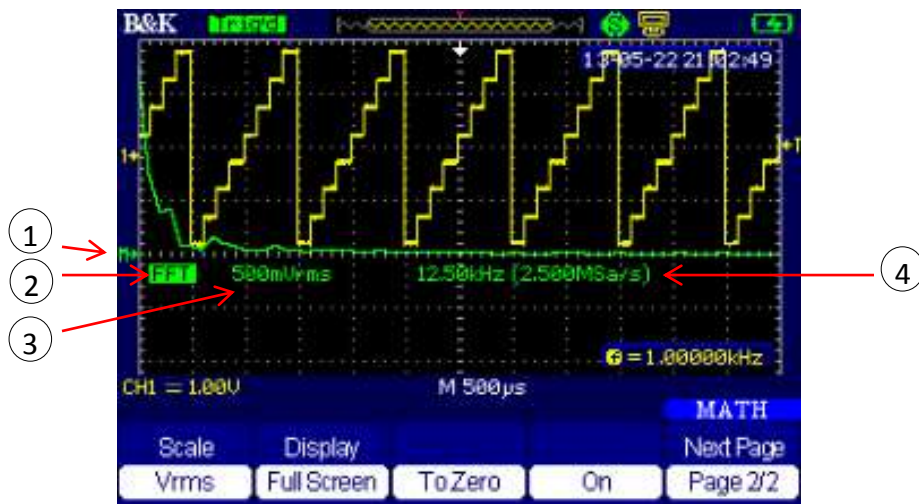 B&K Trig'd
13-05-22 21:02:49
1
T
M
FFT 500mVrms 12.50kHz (2.500MSa/s)
f = 1.00000kHz
CH1 = 1.00V M 500µs
MATH
Scale Display Next Page
Vrms Full Screen To Zero On Page 2/2
1
2
3
4